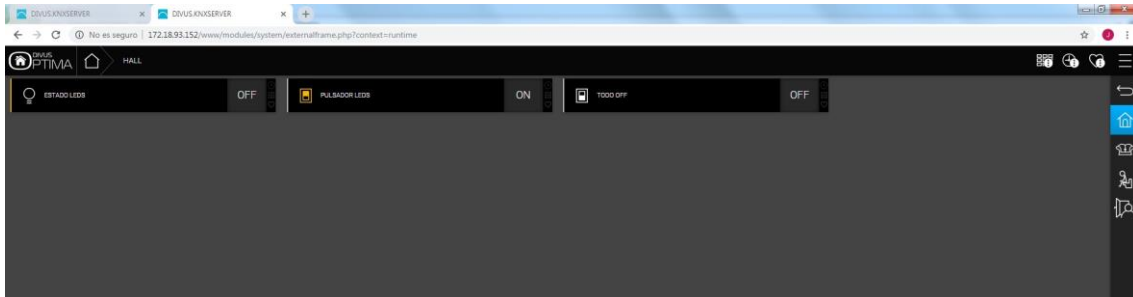 DIVUS.KNXSERVER
DIVUS.KNXSERVER
No es seguro | 172.18.93.152/www/modules/system/externalframe.php?context=runtime
J
DIVUS
OPTIMA
HALL
ESTADO LEDS OFF
PULSADOR LEDS ON
TODO OFF OFF